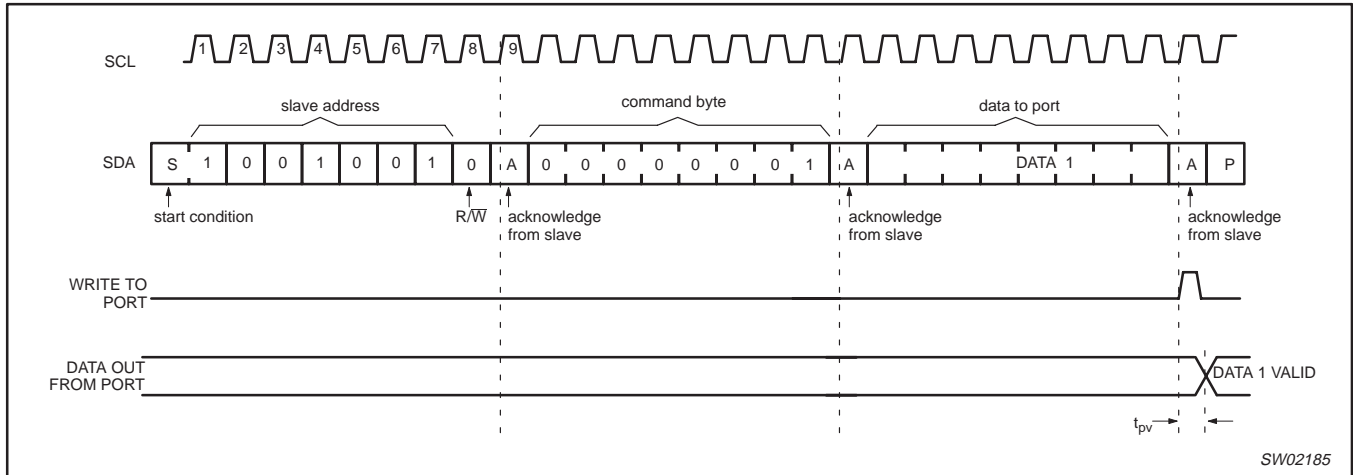 SCL 1 2 3 4 5 6 7 8 9
slave address command byte data to port
SDA S 1 0 0 1 0 0 1 0 A 0 0 0 0 0 0 0 1 A DATA 1 A P
start condition R/W acknowledge from slave acknowledge from slave acknowledge from slave
WRITE TO
PORT
DATA OUT
FROM PORT
DATA 1 VALID
tpv
SW02185